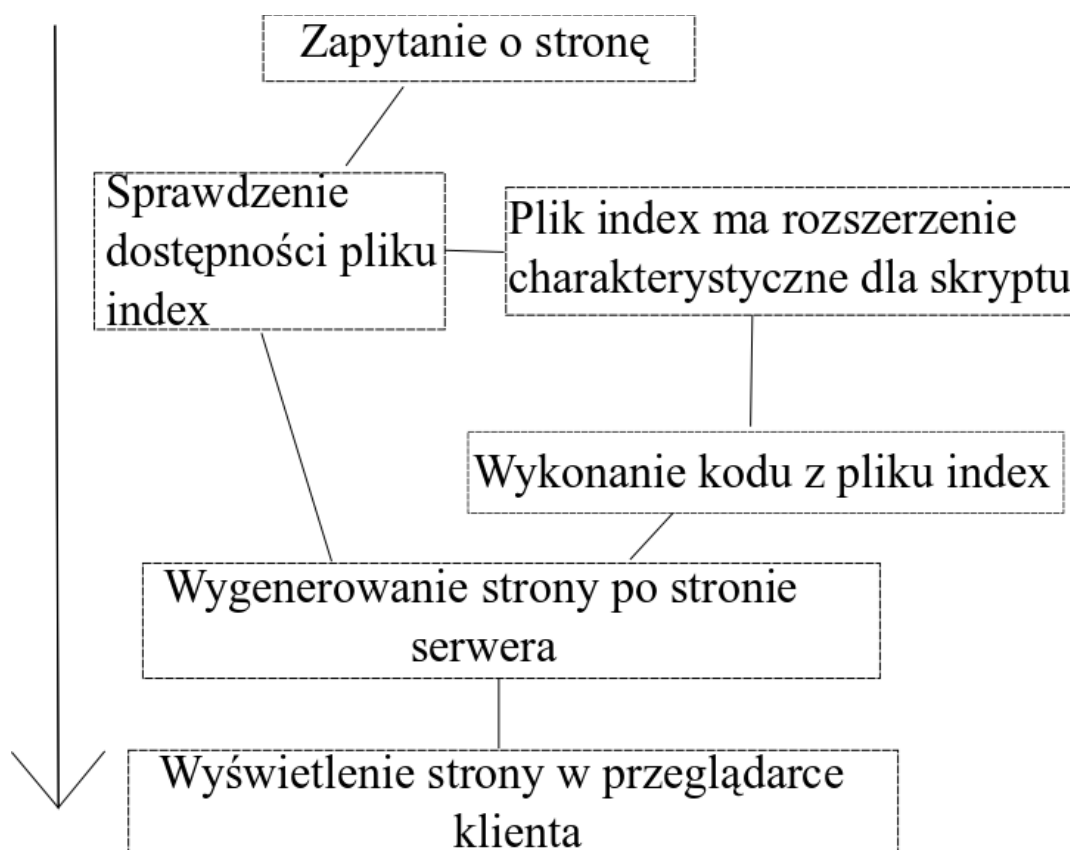 Zapytanie o stronę
Sprawdzenie
dostępności pliku
index
Plik index ma rozszerzenie
charakterystyczne dla skryptu
Wykonanie kodu z pliku index
Wygenerowanie strony po stronie
serwera
Wyświetlenie strony w przeglądarce
klienta